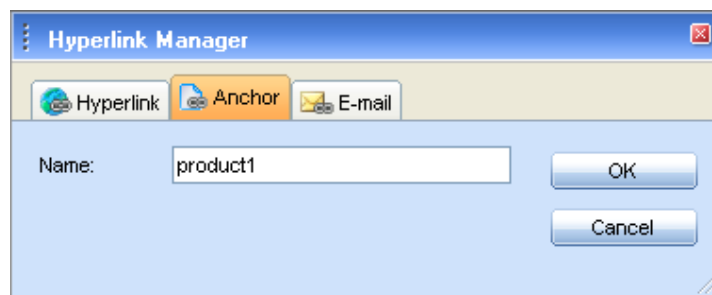 Hyperlink Manager
Hyperlink Anchor E-mail
Name: product1 OK
Cancel